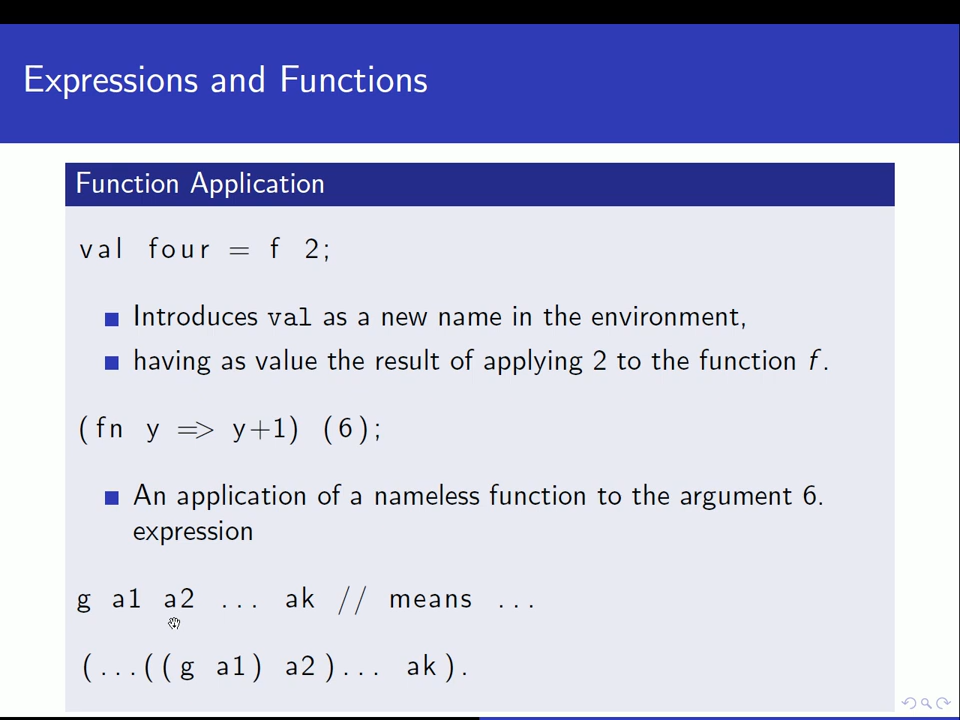 Expressions and Functions
Function Application
val four = f 2;
Introduces val as a new name in the environment,
having as value the result of applying 2 to the function f.
(fn y => y+1) (6);
An application of a nameless function to the argument 6.
expression
g a1 a2 ... ak // means ...
(...((g a1) a2)... ak).